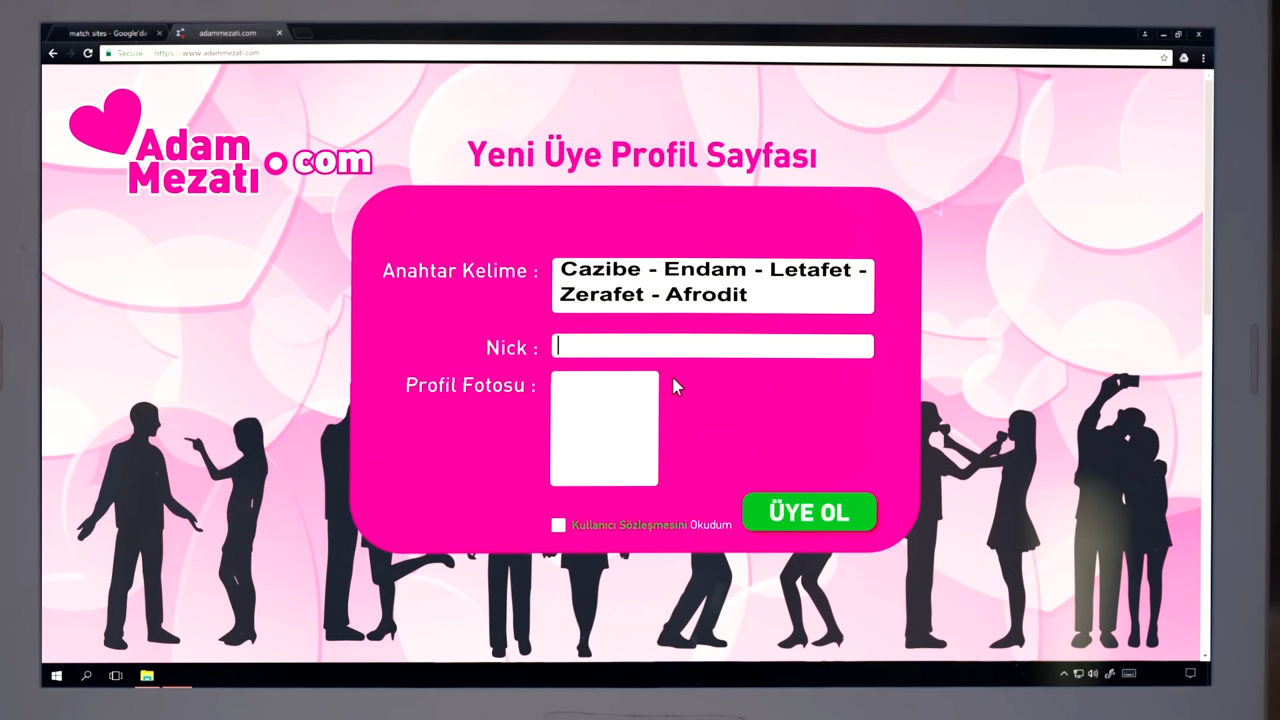 match sites - Google'da
adammezati.com
Secure https://www.adammezati.com
Adam
Mezatı
com
Yeni Üye Profil Sayfası
Anahtar Kelime :
Cazibe - Endam - Letafet -
Zerafet - Afrodit
Nick :
Profil Fotosu :
Kullanıcı Sözleşmesini Okudum
ÜYE OL